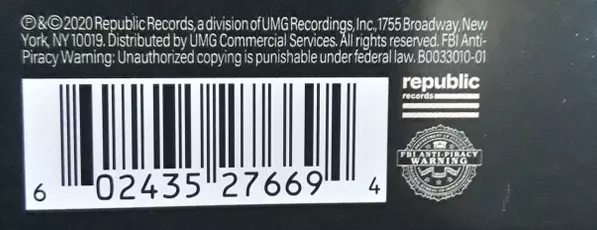 ℗&©2020 Republic Records, a division of UMG Recordings, Inc., 1755 Broadway, New
York, NY 10019. Distributed by UMG Commercial Services. All rights reserved. FBI Anti-
Piracy Warning: Unauthorized copying is punishable under federal law. B0033010-01
republic
records
FBI ANTI-PIRACY
WARNING
6 02435 27669 4